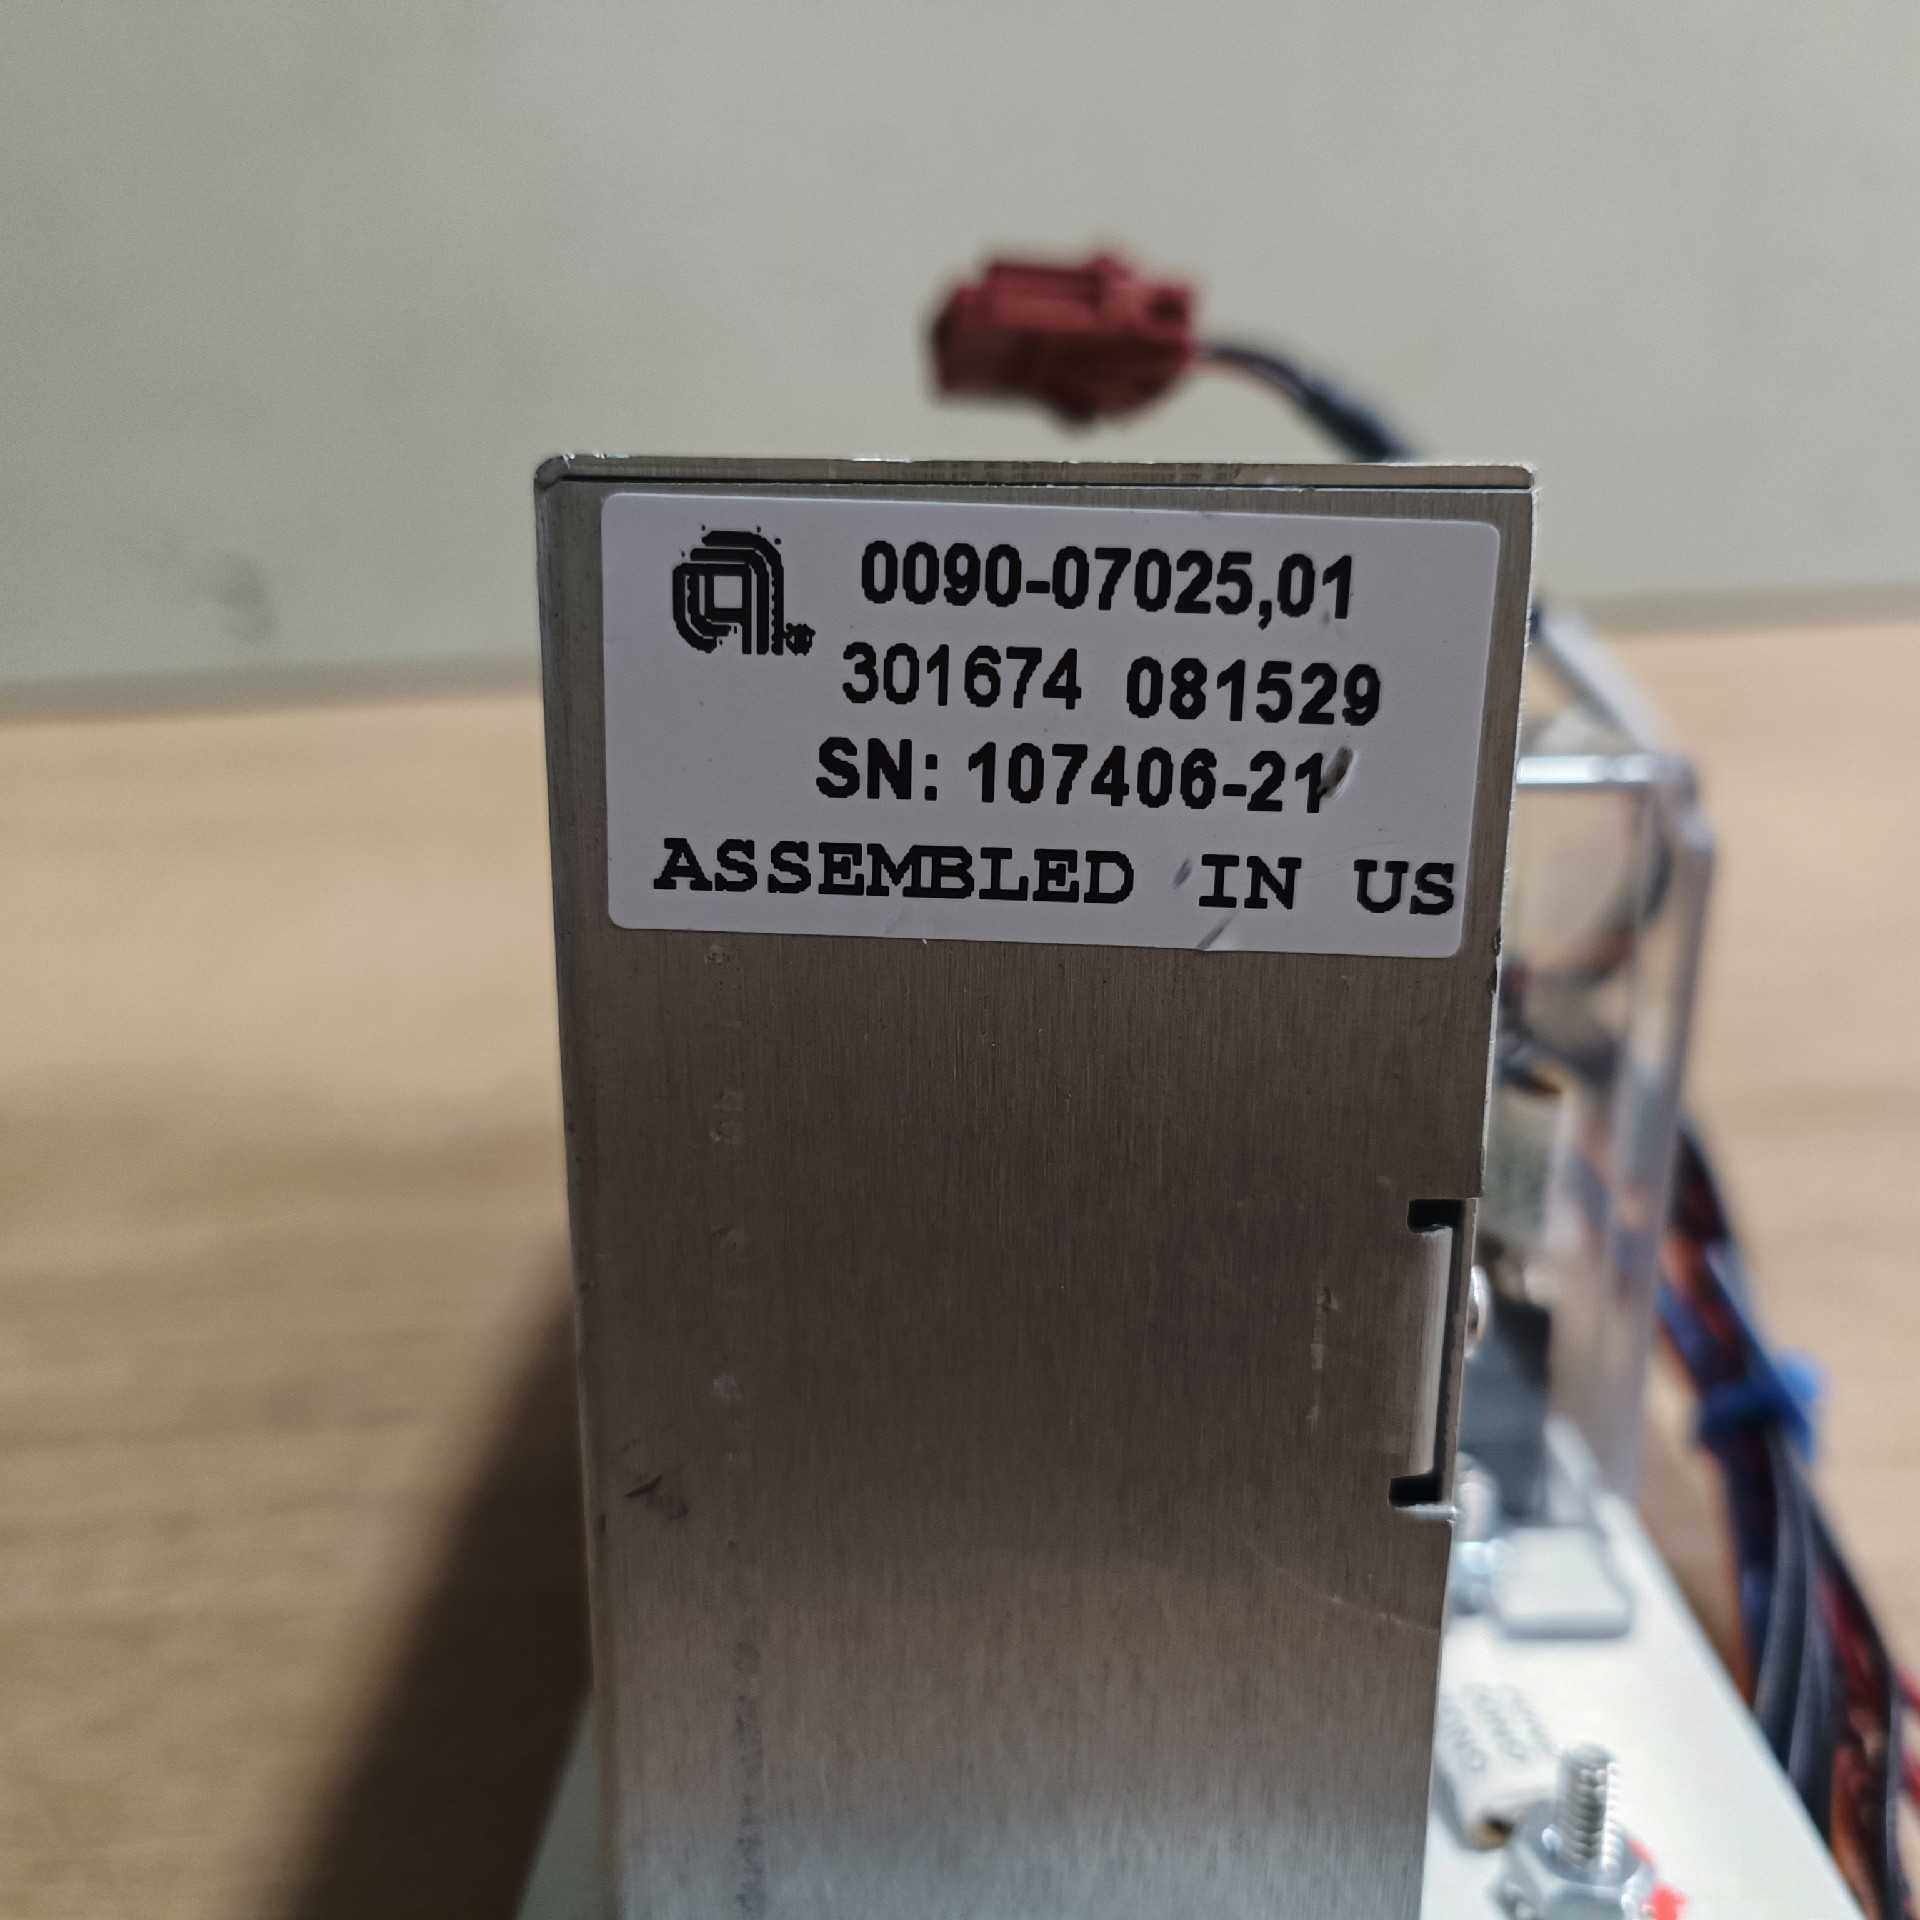 0090-07025,01
301674 081529
SN: 107406-21
ASSEMBLED IN US